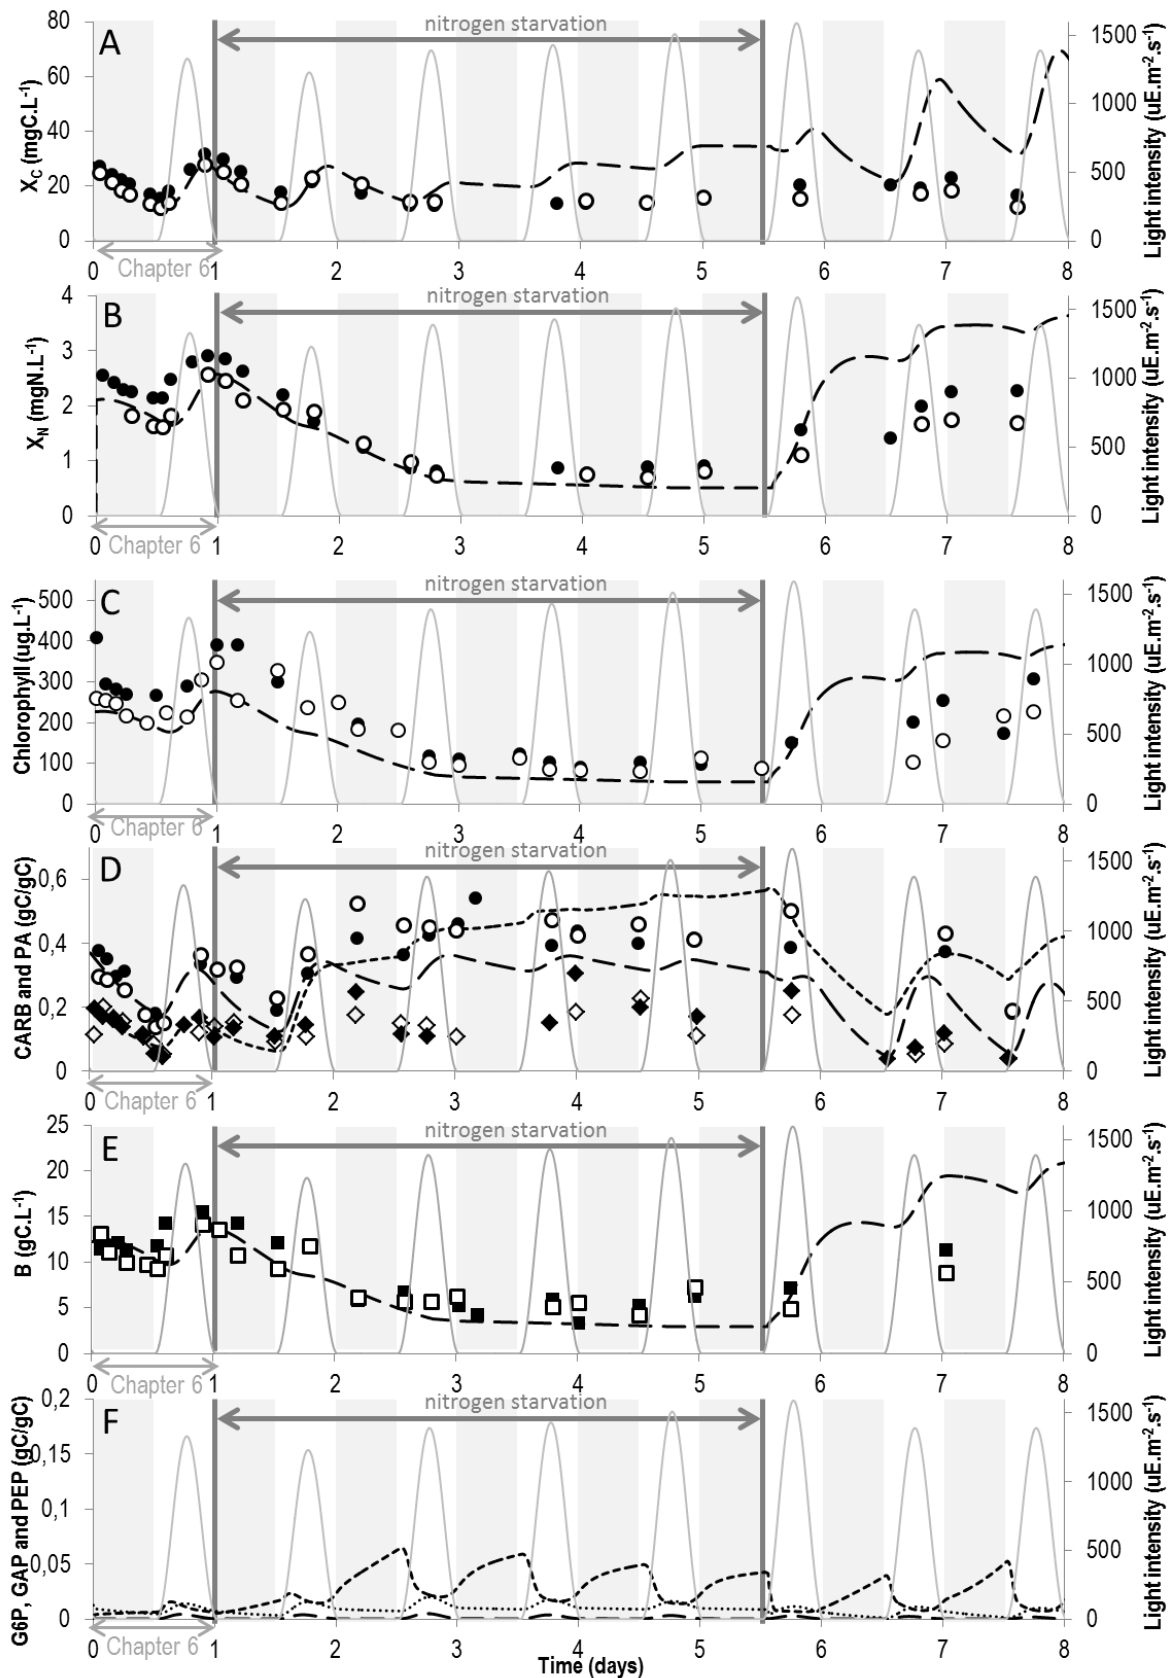 A
nitrogen starvation
X_C (mgC.L⁻¹)
80
60
40
20
0
1500
1000
500
0
Light intensity (uE.m⁻².s⁻¹)
Chapter 6
0 1 2 3 4 5 6 7 8
B
nitrogen starvation
X_N (mgN.L⁻¹)
4
3
2
1
0
1500
1000
500
0
Light intensity (uE.m⁻².s⁻¹)
Chapter 6
0 1 2 3 4 5 6 7 8
C
nitrogen starvation
Chlorophyll (ug.L⁻¹)
500
400
300
200
100
0
1500
1000
500
0
Light intensity (uE.m⁻².s⁻¹)
Chapter 6
0 1 2 3 4 5 6 7 8
D
nitrogen starvation
CARB and PA (gC/gC)
0,6
0,4
0,2
0
1500
1000
500
0
Light intensity (uE.m⁻².s⁻¹)
Chapter 6
0 1 2 3 4 5 6 7 8
E
nitrogen starvation
B (gC.L⁻¹)
25
20
15
10
5
0
1500
1000
500
0
Light intensity (uE.m⁻².s⁻¹)
Chapter 6
0 1 2 3 4 5 6 7 8
F
nitrogen starvation
G6P, GAP and PEP (gC/gC)
0,2
0,15
0,1
0,05
0
1500
1000
500
0
Light intensity (uE.m⁻².s⁻¹)
Chapter 6
0 1 2 3 4 5 6 7 8
Time (days)